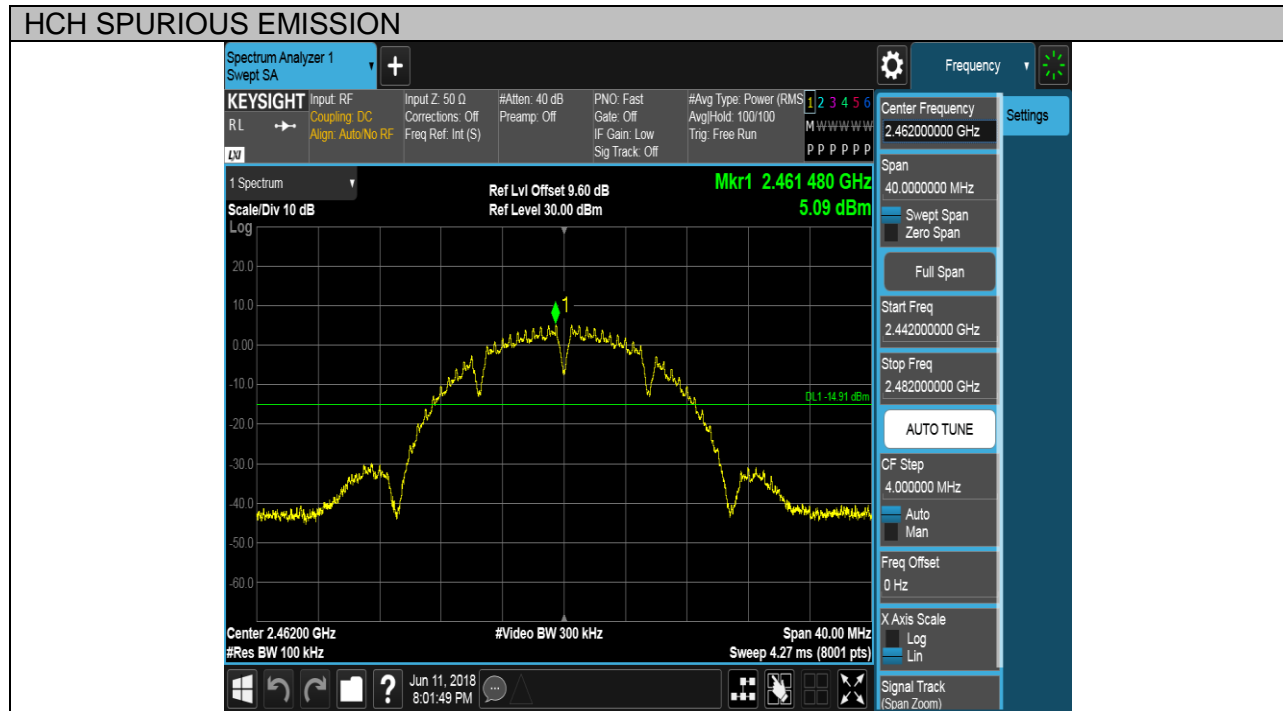 HCH SPURIOUS EMISSION
Spectrum Analyzer 1
Swept SA
+
Frequency
KEYSIGHT
RL
LXI
Input: RF
Coupling: DC
Align: Auto/No RF
Input Z: 50 Ω
Corrections: Off
Freq Ref: Int (S)
#Atten: 40 dB
Preamp: Off
PNO: Fast
Gate: Off
IF Gain: Low
Sig Track: Off
#Avg Type: Power (RMS
Avg|Hold: 100/100
Trig: Free Run
1 2 3 4 5 6
M W W W W W
P P P P P P
1 Spectrum
Scale/Div 10 dB
Ref Lvl Offset 9.60 dB
Ref Level 30.00 dBm
Mkr1 2.461 480 GHz
5.09 dBm
Log
20.0
10.0
0.00
-10.0
-20.0
-30.0
-40.0
-50.0
-60.0
1
DL1 -14.91 dBm
Center 2.46200 GHz
#Res BW 100 kHz
#Video BW 300 kHz
Span 40.00 MHz
Sweep 4.27 ms (8001 pts)
?
Jun 11, 2018
8:01:49 PM
Center Frequency
2.462000000 GHz
Settings
Span
40.0000000 MHz
Swept Span
Zero Span
Full Span
Start Freq
2.442000000 GHz
Stop Freq
2.482000000 GHz
AUTO TUNE
CF Step
4.000000 MHz
Auto
Man
Freq Offset
0 Hz
X Axis Scale
Log
Lin
Signal Track
(Span Zoom)